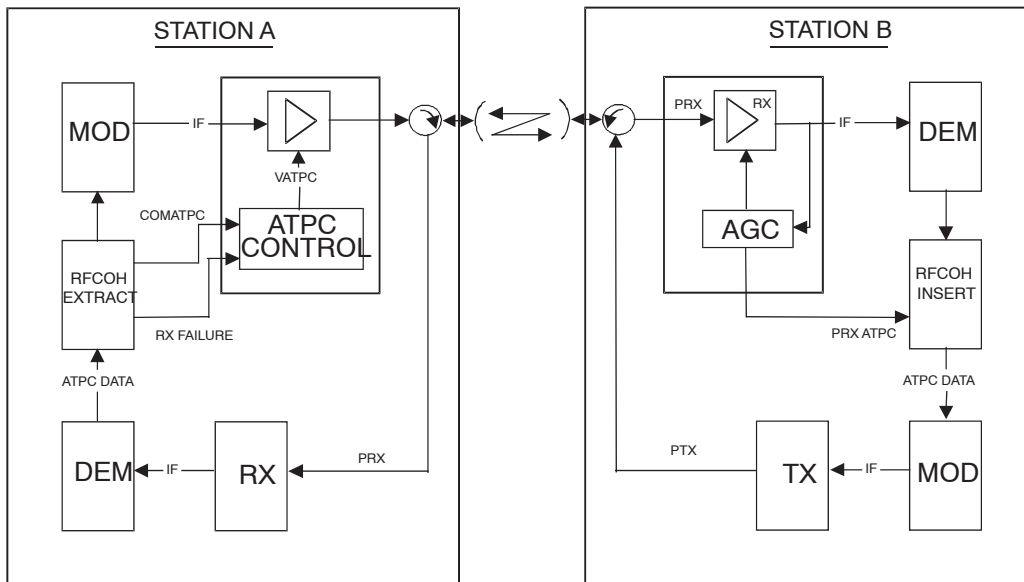 STATION A
MOD
IF
VATPC
COMATPC
ATPC
CONTROL
RFCOH
EXTRACT
RX FAILURE
ATPC DATA
DEM
IF
RX
PRX
STATION B
PRX
RX
IF
DEM
AGC
RFCOH
INSERT
PRX ATPC
ATPC DATA
PTX
TX
IF
MOD